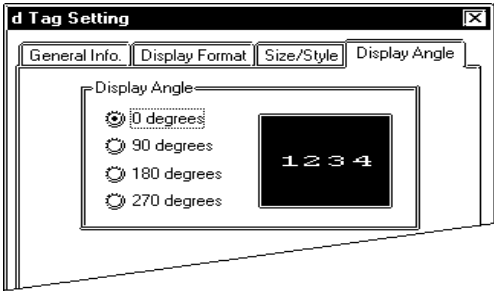 d Tag Setting
General Info. Display Format Size/Style Display Angle
Display Angle
0 degrees
90 degrees
180 degrees
270 degrees
1234